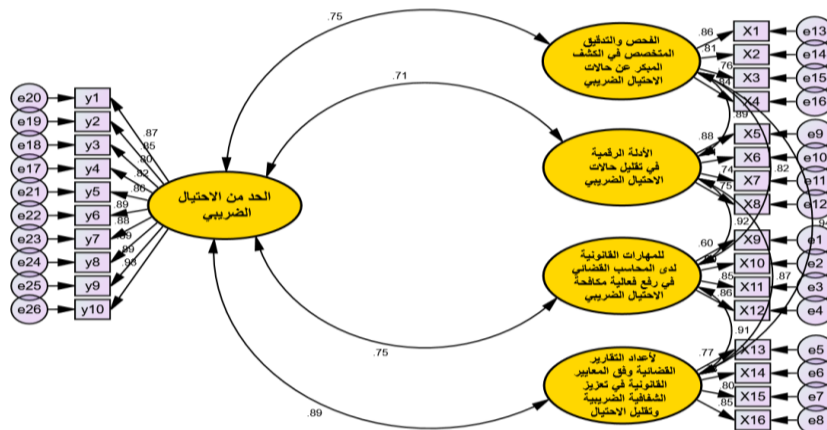 .75
.71
.75
.89
e20 y1
e19 y2
e18 y3
e17 y4
e21 y5
e22 y6
e23 y7
e24 y8
e25 y9
e26 y10
.87
.85
.80
.82
.86
.89
.88
.89
.89
.93
الحد من الاحتيال
الضريبي
الفحص والتدقيق
المتخصص في الكشف
المبكر عن حالات
الاحتيال الضريبي
.86
.81
.76
X1 e13
X2 e14
X3 e15
X4 e16
.89
الأدلة الرقمية
في تقليل حالات
الاحتيال الضريبي
.88
.74
.75
X5 e9
X6 e10
X7 e11
X8 e12
.82
.92
للمهارات القانونية
لدى المحاسب القضائي
في رفع فعالية مكافحة
الاحتيال الضريبي
.60
.85
.86
X9 e1
X10 e2
X11 e3
X12 e4
.87
.91
لأعداد التقارير
القضائية وفق المعايير
القانونية في تعزيز
الشفافية الضريبية
وتقليل الاحتيال
.77
.80
.85
X13 e5
X14 e6
X15 e7
X16 e8